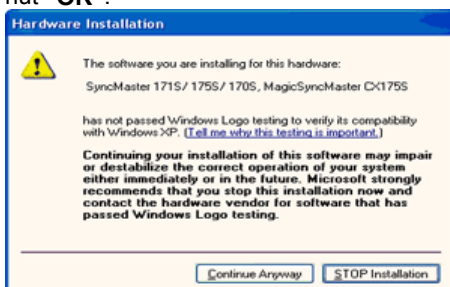 "OK".
Hardware Installation
The software you are installing for this hardware:
SyncMaster 171S/ 175S/ 170S, MagicSyncMaster CX175S
has not passed Windows Logo testing to verify its compatibility
with Windows XP. (Tell me why this testing is important.)
Continuing your installation of this software may impair
or destabilize the correct operation of your system
either immediately or in the future. Microsoft strongly
recommends that you stop this installation now and
contact the hardware vendor for software that has
passed Windows Logo testing.
Continue Anyway STOP Installation